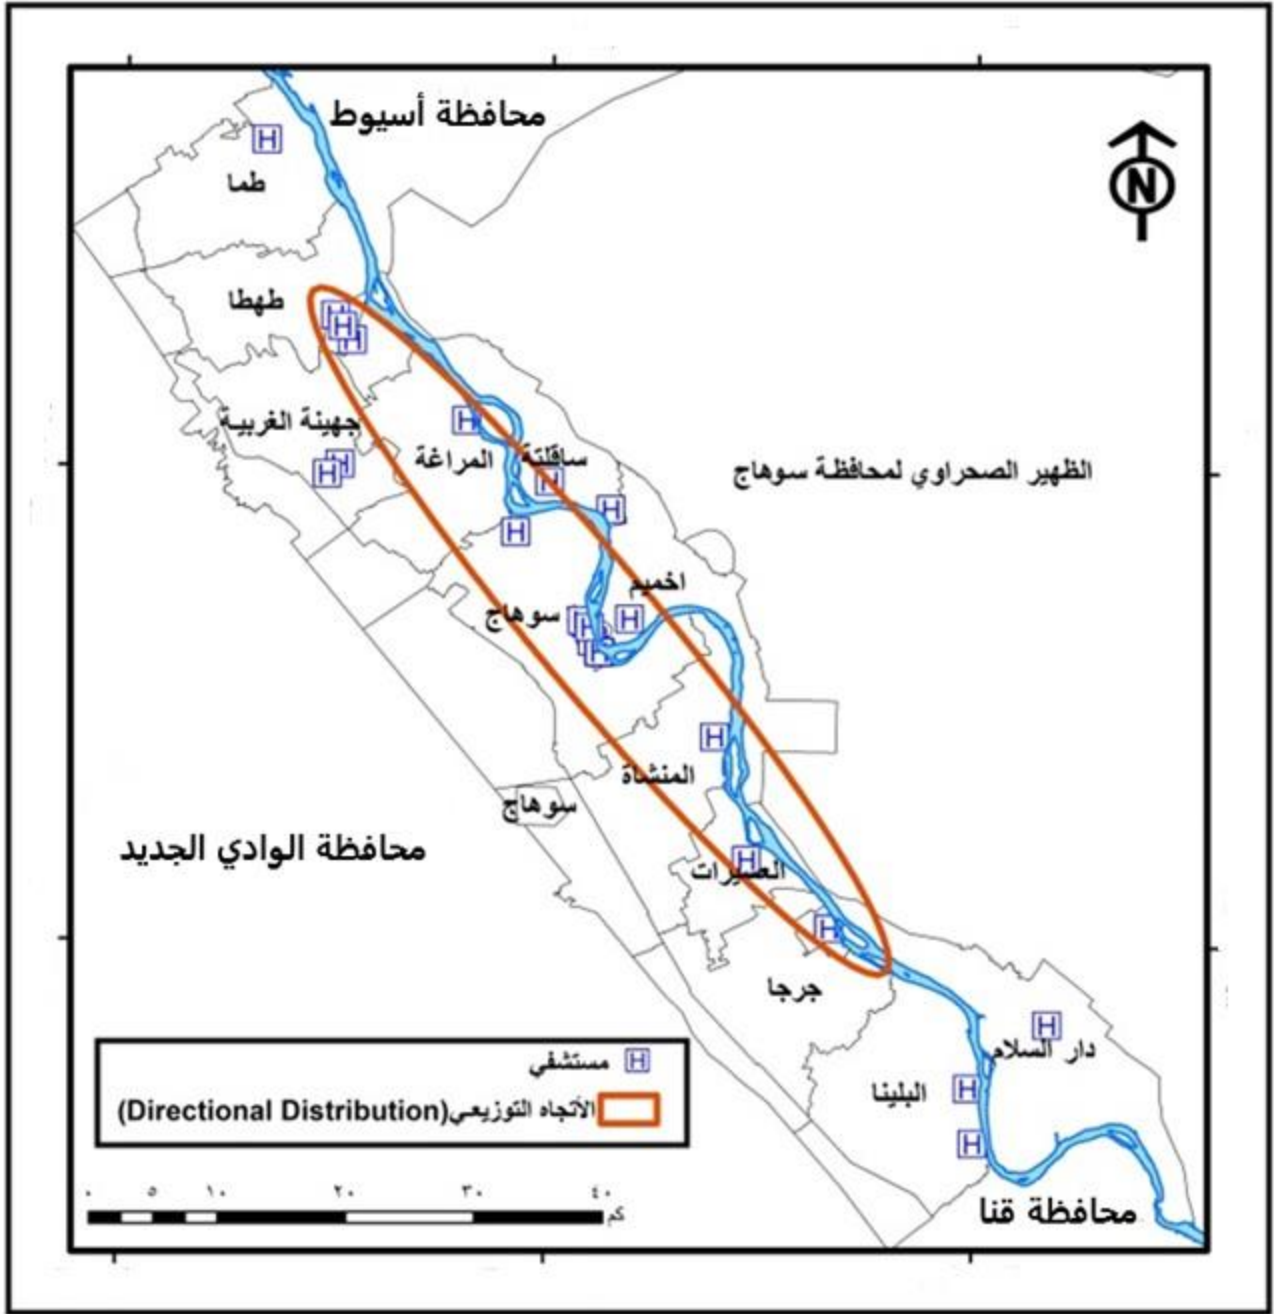 محافظة أسيوط
N
H
طما
طهطا
H
H
H
جهينة الغربية
H
H
H
المراغة
ساقلتة
H
H
H
الظهير الصحراوي لمحافظة سوهاج
اخميم
سوهاج
H
H
H
H
المنشاة
H
سوهاج
محافظة الوادي الجديد
H
العسيرات
H
جرجا
H
دار السلام
البلينا
H
H
محافظة قنا
مستشفي H
الأتجاه التوزيعي(Directional Distribution)
٠ ٥ ١٠ ٢٠ ٣٠ ٤٠
كم